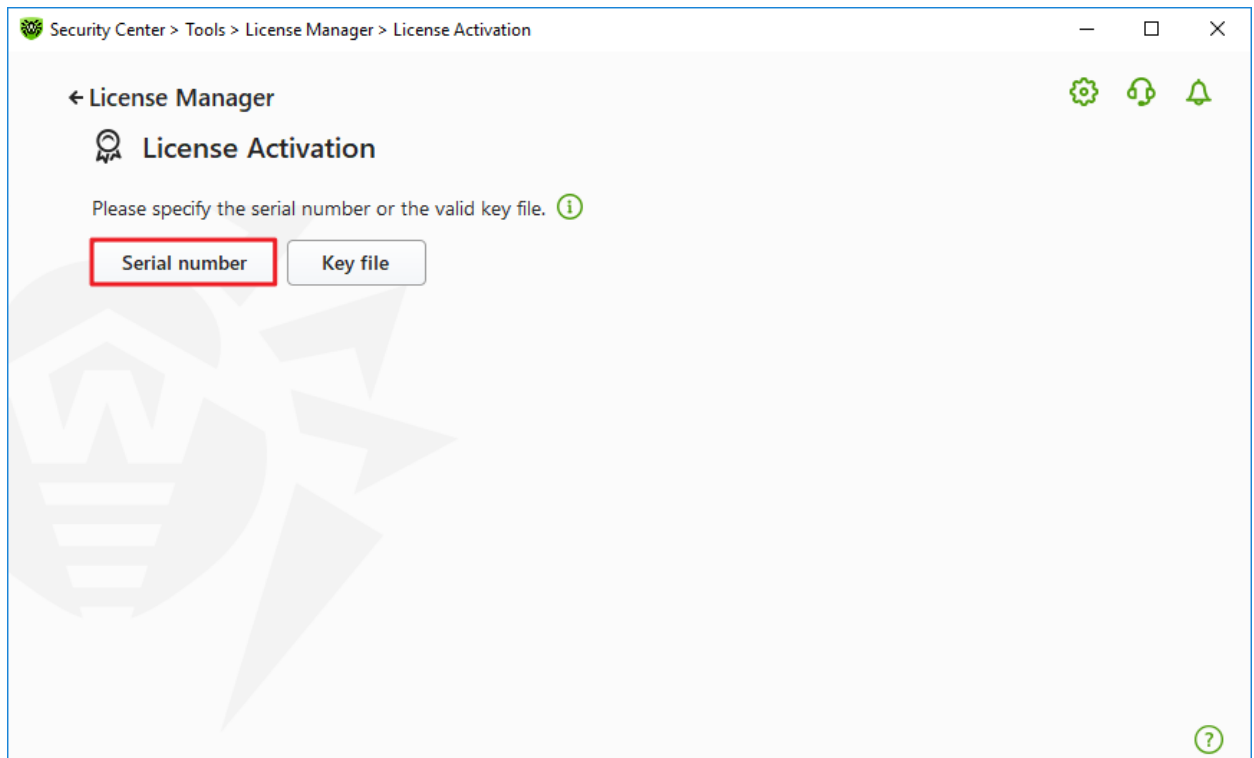 Security Center > Tools > License Manager > License Activation
License Manager
License Activation
Please specify the serial number or the valid key file.
Serial number Key file